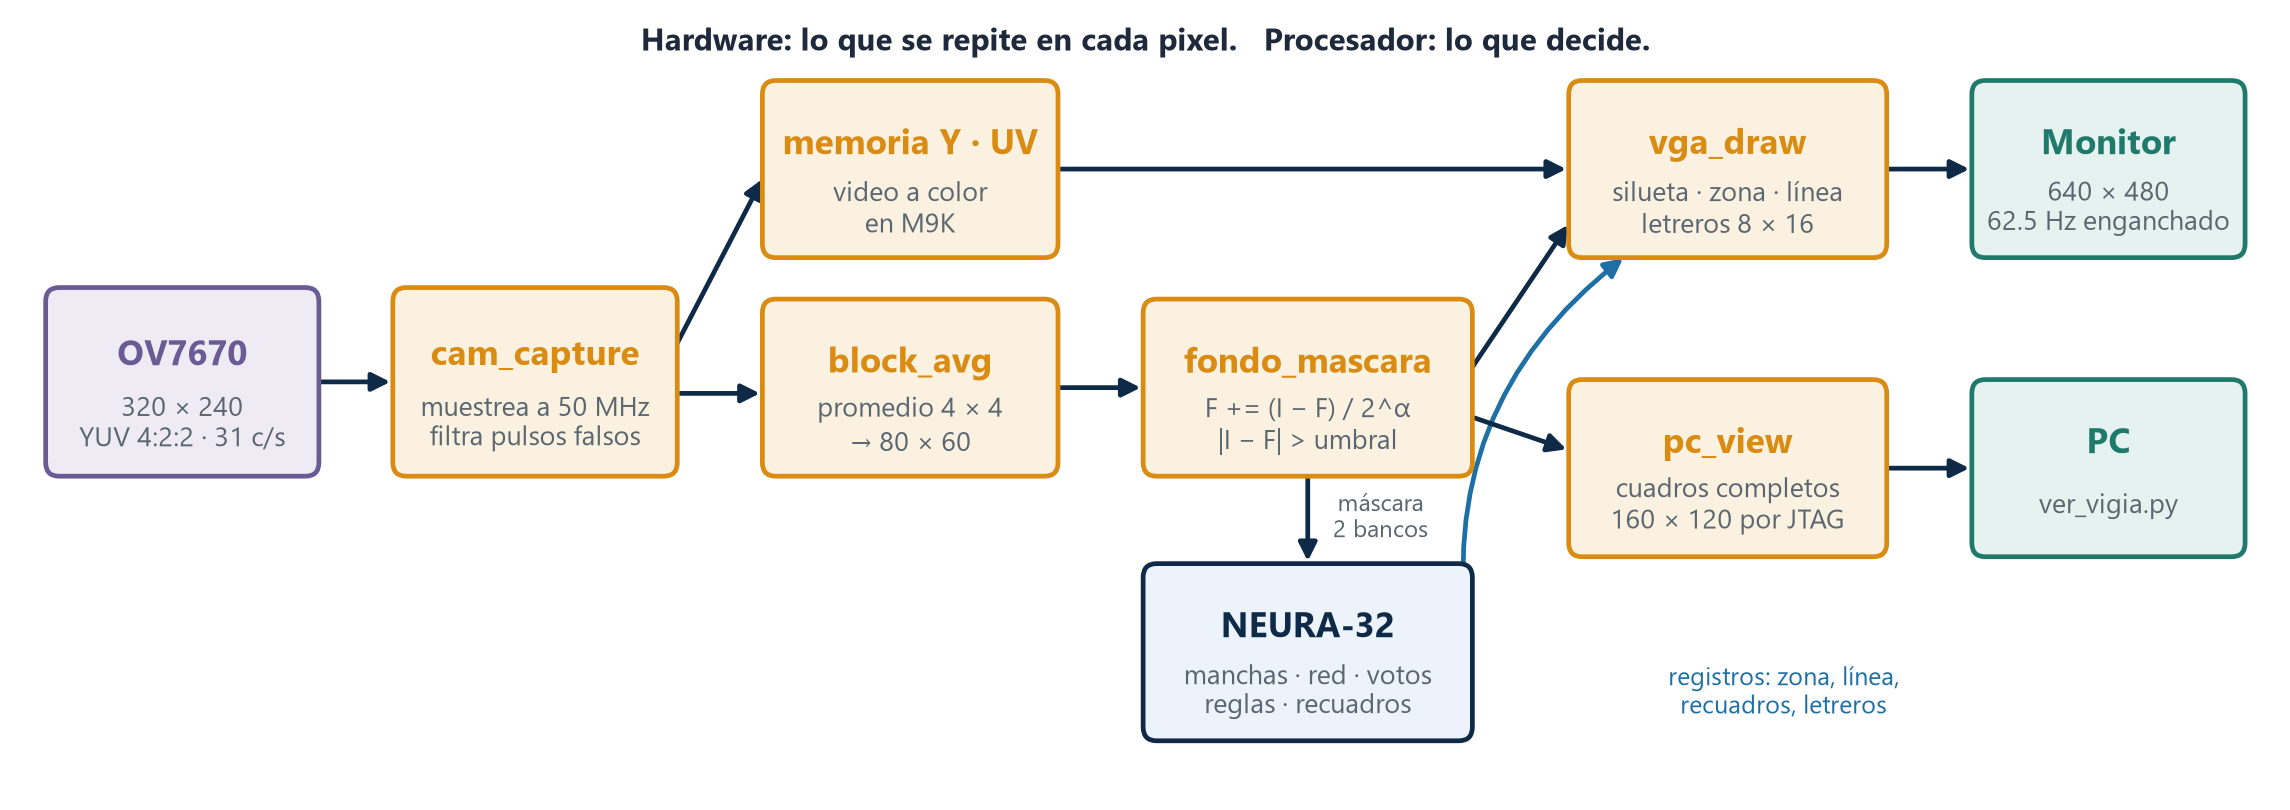 Hardware: lo que se repite en cada pixel.   Procesador: lo que decide.
memoria Y · UV
video a color
en M9K
vga_draw
silueta · zona · línea
letreros 8 × 16
Monitor
640 × 480
62.5 Hz enganchado
OV7670
320 × 240
YUV 4:2:2 · 31 c/s
cam_capture
muestrea a 50 MHz
filtra pulsos falsos
block_avg
promedio 4 × 4
→ 80 × 60
fondo_mascara
F += (I − F) / 2^α
|I − F| > umbral
pc_view
cuadros completos
160 × 120 por JTAG
PC
ver_vigia.py
máscara
2 bancos
NEURA-32
manchas · red · votos
reglas · recuadros
registros: zona, línea,
recuadros, letreros